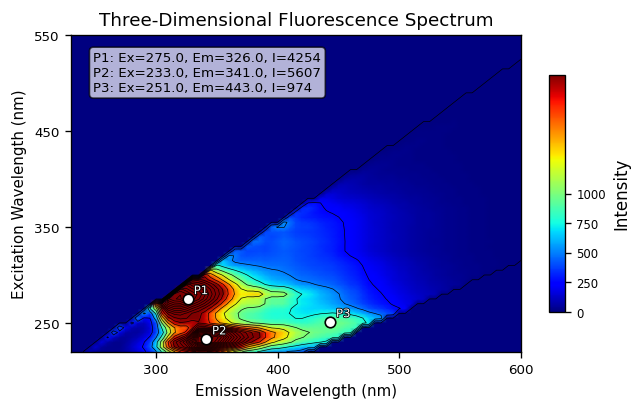 Three-Dimensional Fluorescence Spectrum
550
450
350
250
Excitation Wavelength (nm)
P1: Ex=275.0, Em=326.0, I=4254
P2: Ex=233.0, Em=341.0, I=5607
P3: Ex=251.0, Em=443.0, I=974
P1
P2
P3
300
400
500
600
Emission Wavelength (nm)
1000
750
500
250
0
Intensity